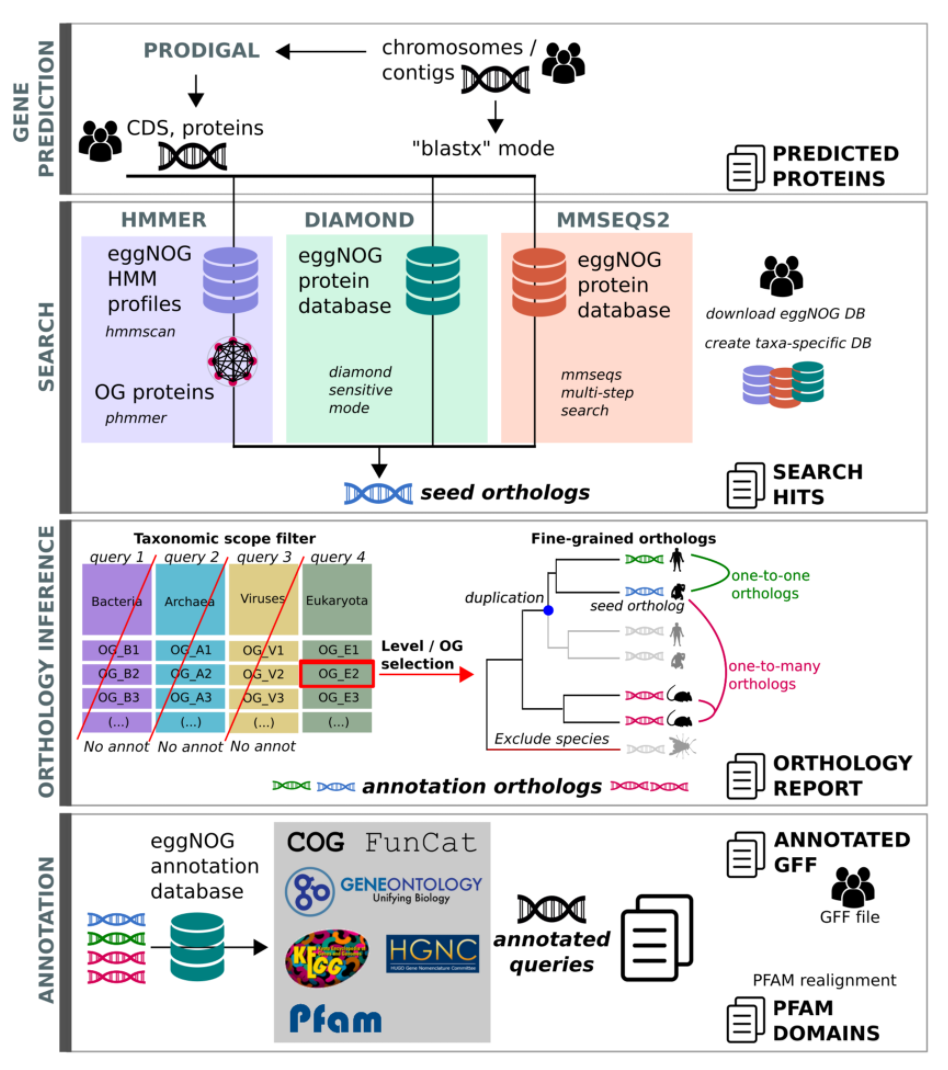 GENE
PREDICTION
PRODIGAL
chromosomes /
contigs
CDS, proteins
"blastx" mode
PREDICTED
PROTEINS
SEARCH
HMMER
DIAMOND
MMSEQS2
eggNOG
HMM
profiles
hmmscan
OG proteins
phmmer
eggNOG
protein
database
diamond
sensitive
mode
eggNOG
protein
database
mmseqs
multi-step
search
download eggNOG DB
create taxa-specific DB
seed orthologs
SEARCH
HITS
ORTHOLOGY INFERENCE
Taxonomic scope filter
query 1 query 2 query 3 query 4
Bacteria Archaea Viruses Eukaryota
OG_B1 OG_A1 OG_V1 OG_E1
OG_B2 OG_A2 OG_V2 OG_E2
OG_B3 OG_A3 OG_V3 OG_E3
(...) (...) (...) (...)
No annot No annot No annot
Level / OG
selection
Fine-grained orthologs
duplication
seed ortholog
one-to-one
orthologs
one-to-many
orthologs
Exclude species
annotation orthologs
ORTHOLOGY
REPORT
ANNOTATION
eggNOG
annotation
database
COG FunCat
GENEONTOLOGY
Unifying Biology
KEGG
HGNC
HUGO Gene Nomenclature Committee
Pfam
annotated
queries
ANNOTATED
GFF
GFF file
PFAM realignment
PFAM
DOMAINS